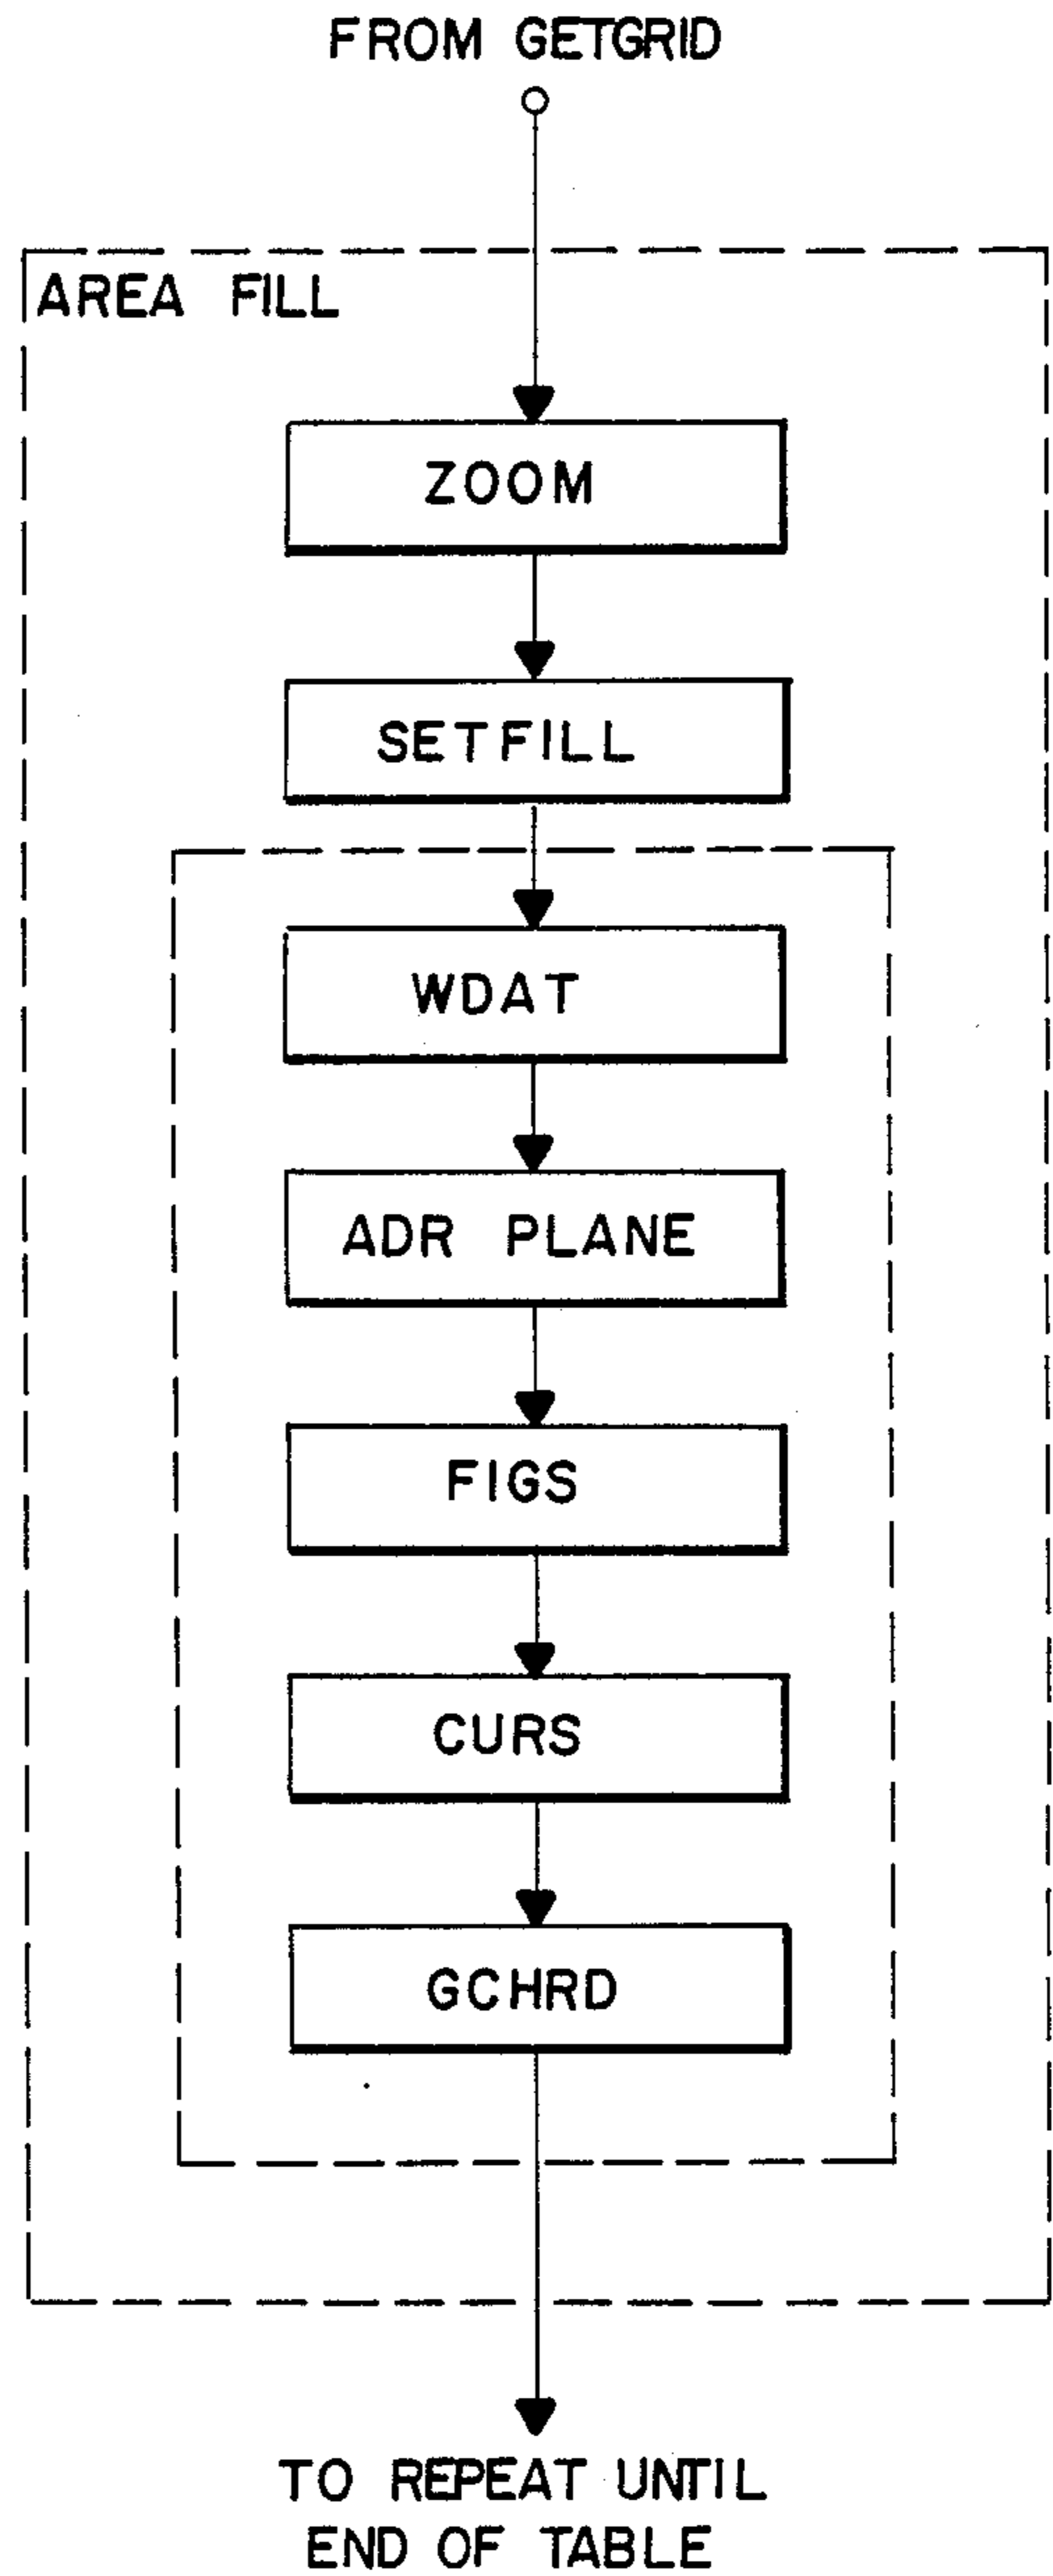 FROM GETGRID
AREA FILL
ZOOM
SETFILL
WDAT
ADR PLANE
FIGS
CURS
GCHRD
TO REPEAT UNTIL
END OF TABLE